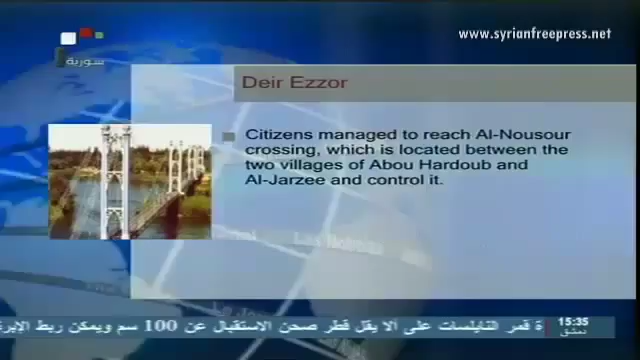 www.syrianfreepress.net
سورية
Deir Ezzor
Citizens managed to reach Al-Nousour
crossing, which is located between the
two villages of Abou Hardoub and
Al-Jarzee and control it.
15:35
دمشق
ة قمر النايلسات على ألا يقل قطر صحن الاستقبال عن 100 سم ويمكن ربط الإبر